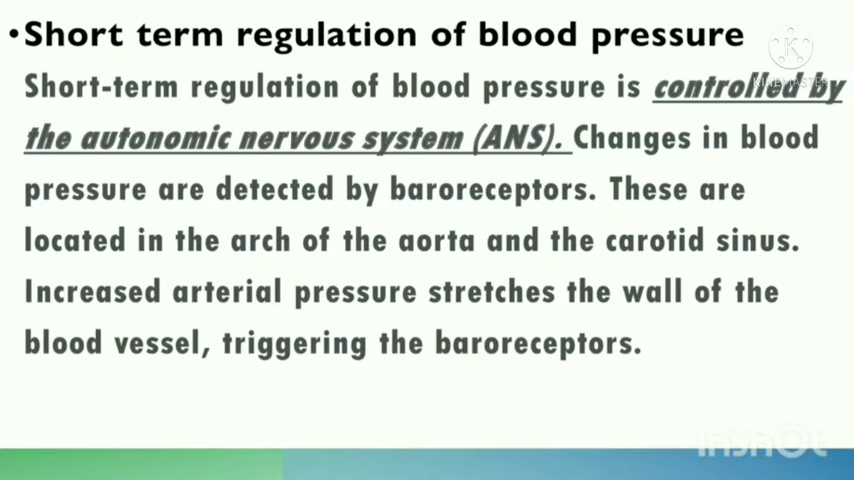 •Short term regulation of blood pressure
Short-term regulation of blood pressure is controlled by
the autonomic nervous system (ANS). Changes in blood
pressure are detected by baroreceptors. These are
located in the arch of the aorta and the carotid sinus.
Increased arterial pressure stretches the wall of the
blood vessel, triggering the baroreceptors.
K
KINEMASTER
INSHOT